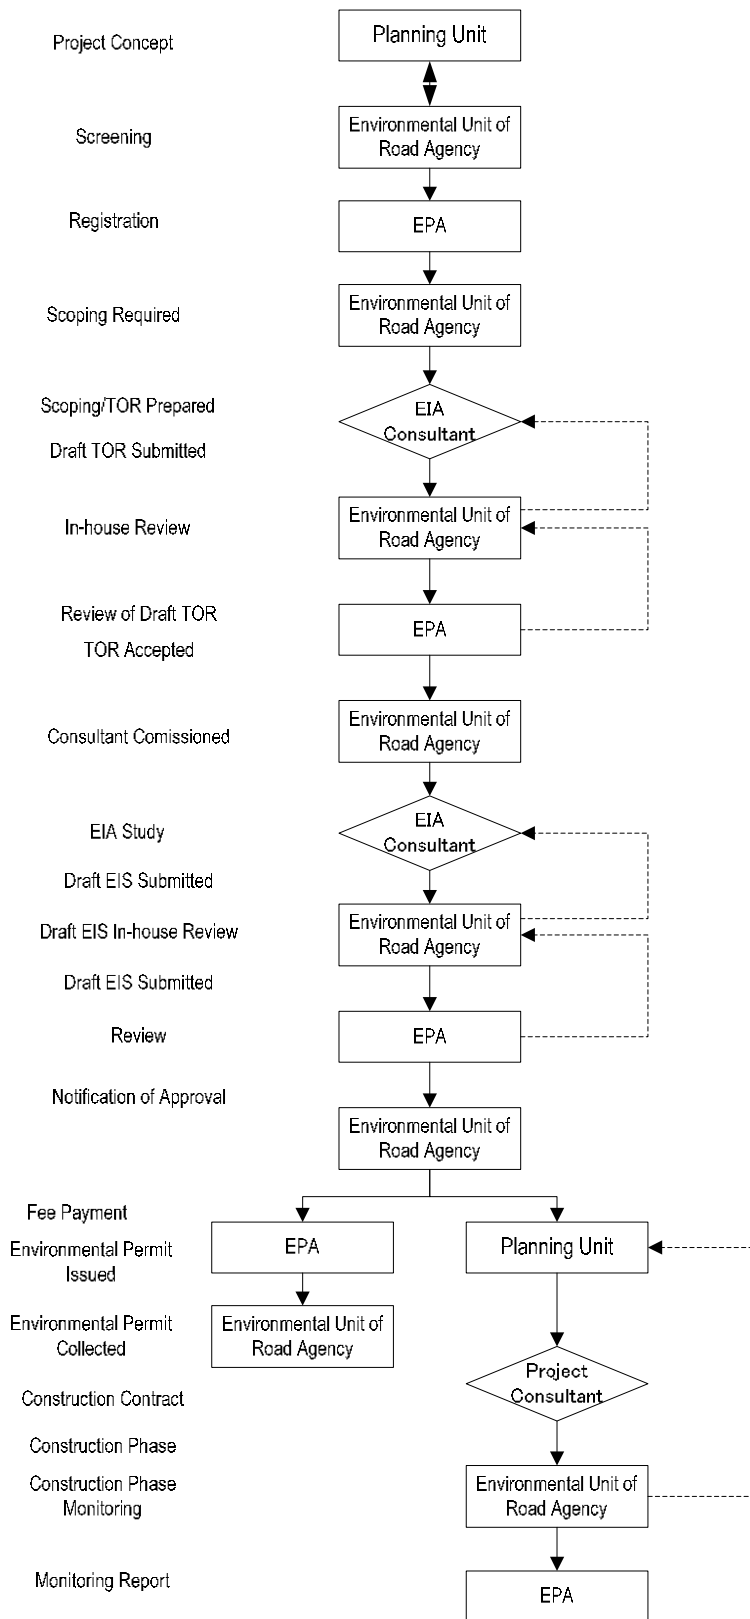 Project Concept
Planning Unit
Screening
Environmental Unit of
Road Agency
Registration
EPA
Scoping Required
Environmental Unit of
Road Agency
Scoping/TOR Prepared
EIA
Consultant
Draft TOR Submitted
In-house Review
Environmental Unit of
Road Agency
Review of Draft TOR
EPA
TOR Accepted
Consultant Comissioned
Environmental Unit of
Road Agency
EIA Study
EIA
Consultant
Draft EIS Submitted
Draft EIS In-house Review
Environmental Unit of
Road Agency
Draft EIS Submitted
Review
EPA
Notification of Approval
Environmental Unit of
Road Agency
Fee Payment
EPA
Planning Unit
Environmental Permit
Issued
Environmental Permit
Collected
Environmental Unit of
Road Agency
Project
Consultant
Construction Contract
Construction Phase
Construction Phase
Monitoring
Environmental Unit of
Road Agency
Monitoring Report
EPA